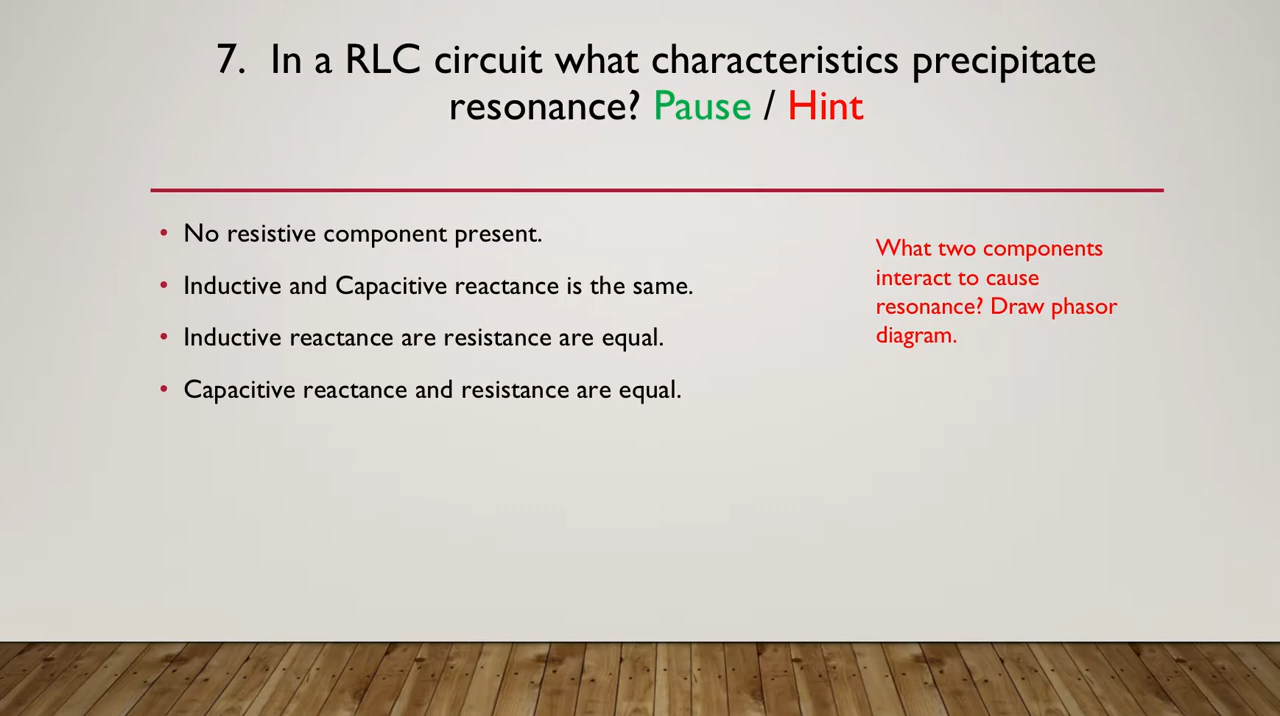 7. In a RLC circuit what characteristics precipitate
resonance? Pause / Hint
• No resistive component present.
• Inductive and Capacitive reactance is the same.
• Inductive reactance are resistance are equal.
• Capacitive reactance and resistance are equal.
What two components
interact to cause
resonance? Draw phasor
diagram.